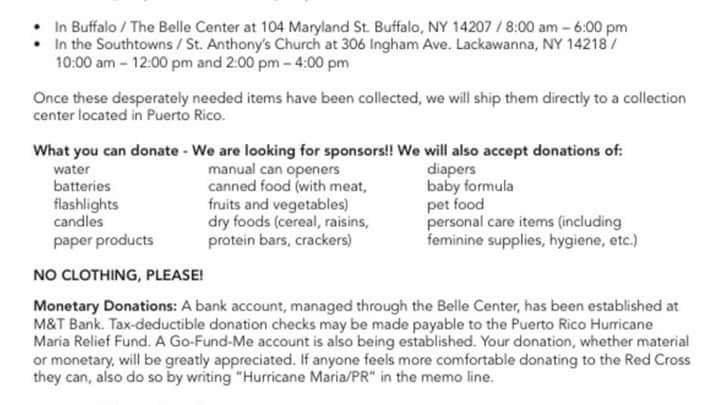 • In Buffalo / The Belle Center at 104 Maryland St. Buffalo, NY 14207 / 8:00 am – 6:00 pm
• In the Southtowns / St. Anthony's Church at 306 Ingham Ave. Lackawanna, NY 14218 /
10:00 am – 12:00 pm and 2:00 pm – 4:00 pm
Once these desperately needed items have been collected, we will ship them directly to a collection
center located in Puerto Rico.
What you can donate - We are looking for sponsors!! We will also accept donations of:
water
batteries
flashlights
candles
paper products
manual can openers
canned food (with meat,
fruits and vegetables)
dry foods (cereal, raisins,
protein bars, crackers)
diapers
baby formula
pet food
personal care items (including
feminine supplies, hygiene, etc.)
NO CLOTHING, PLEASE!
Monetary Donations: A bank account, managed through the Belle Center, has been established at
M&T Bank. Tax-deductible donation checks may be made payable to the Puerto Rico Hurricane
Maria Relief Fund. A Go-Fund-Me account is also being established. Your donation, whether material
or monetary, will be greatly appreciated. If anyone feels more comfortable donating to the Red Cross
they can, also do so by writing "Hurricane Maria/PR" in the memo line.